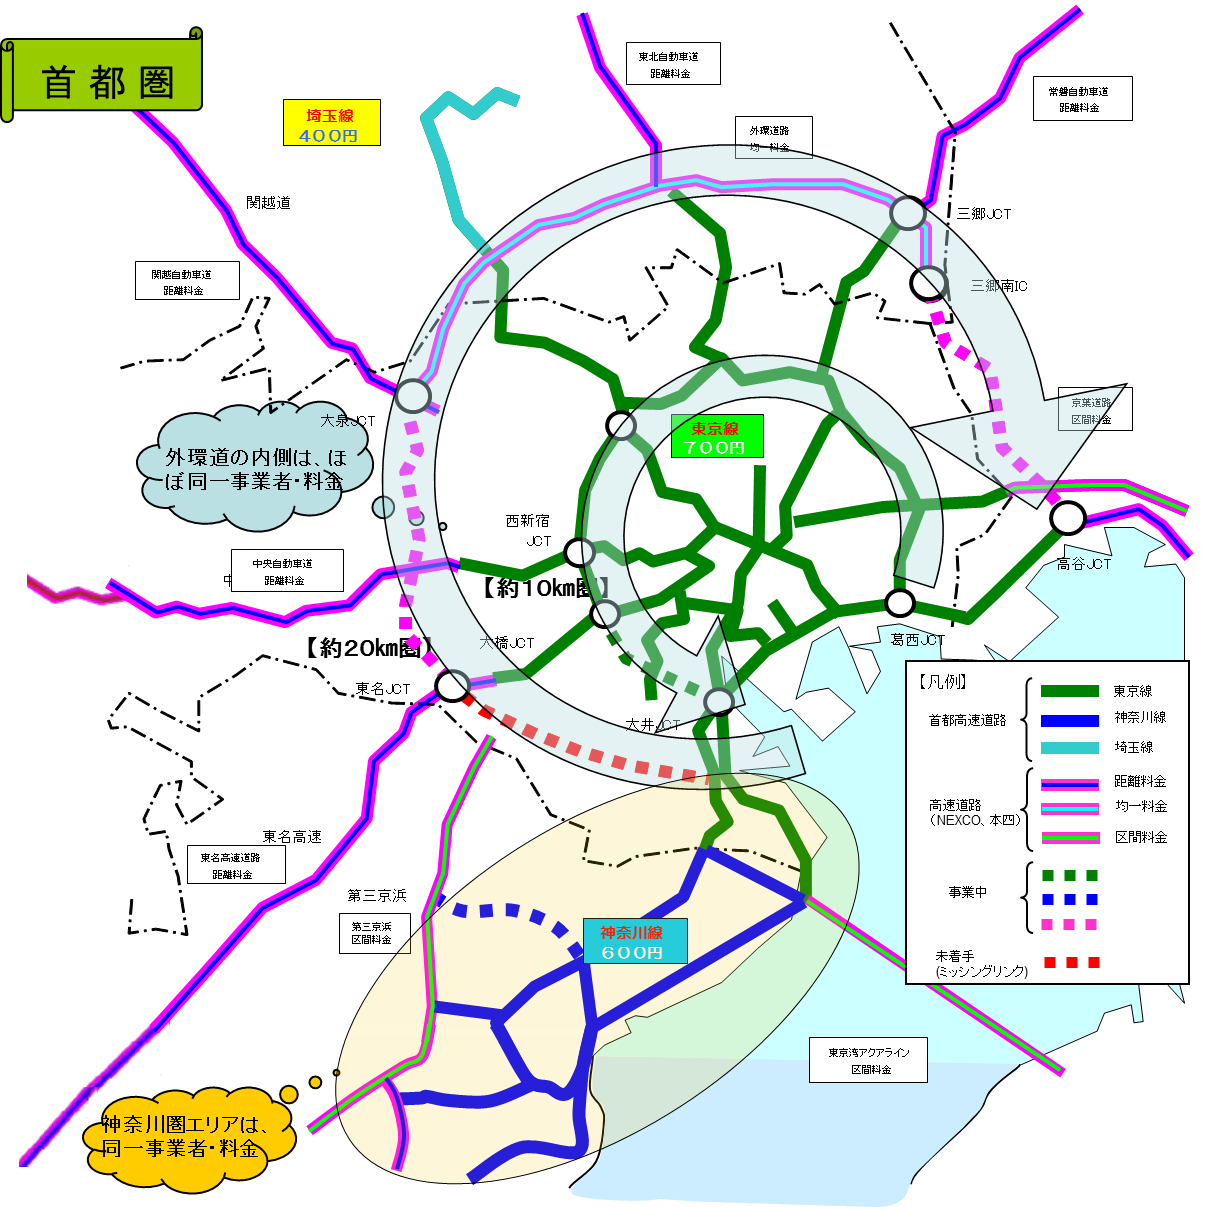 首都圏
東北自動車道
距離料金
常磐自動車道
距離料金
埼玉線
４００円
外環道路
均一料金
関越道
三郷JCT
関越自動車道
距離料金
三郷南IC
大泉JCT
京葉道路
区間料金
東京線
７００円
外環道の内側は、ほ
ぼ同一事業者・料金
西新宿
JCT
中央自動車道
距離料金
【約１０km圏】
高谷JCT
【約２０km圏】
大橋JCT
葛西JCT
東名JCT
大井JCT
【凡例】
首都高速道路
東京線
神奈川線
埼玉線
高速道路
（NEXCO、本四）
距離料金
均一料金
区間料金
事業中
未着手
(ミッシングリンク)
東名高速
東名高速道路
距離料金
第三京浜
第三京浜
区間料金
神奈川線
６００円
東京湾アクアライン
区間料金
神奈川圏エリアは、
同一事業者・料金